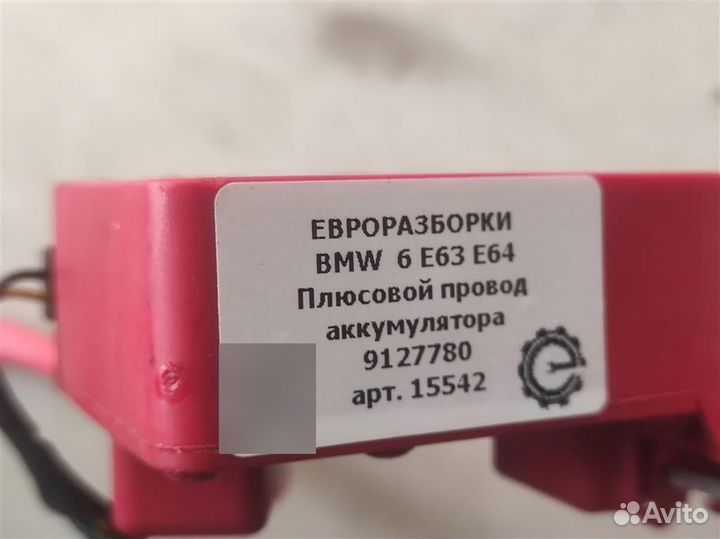 ЕВРОРАЗБОРКИ
BMW 6 E63 E64
Плюсовой провод
аккумулятора
9127780
арт. 15542
Avito